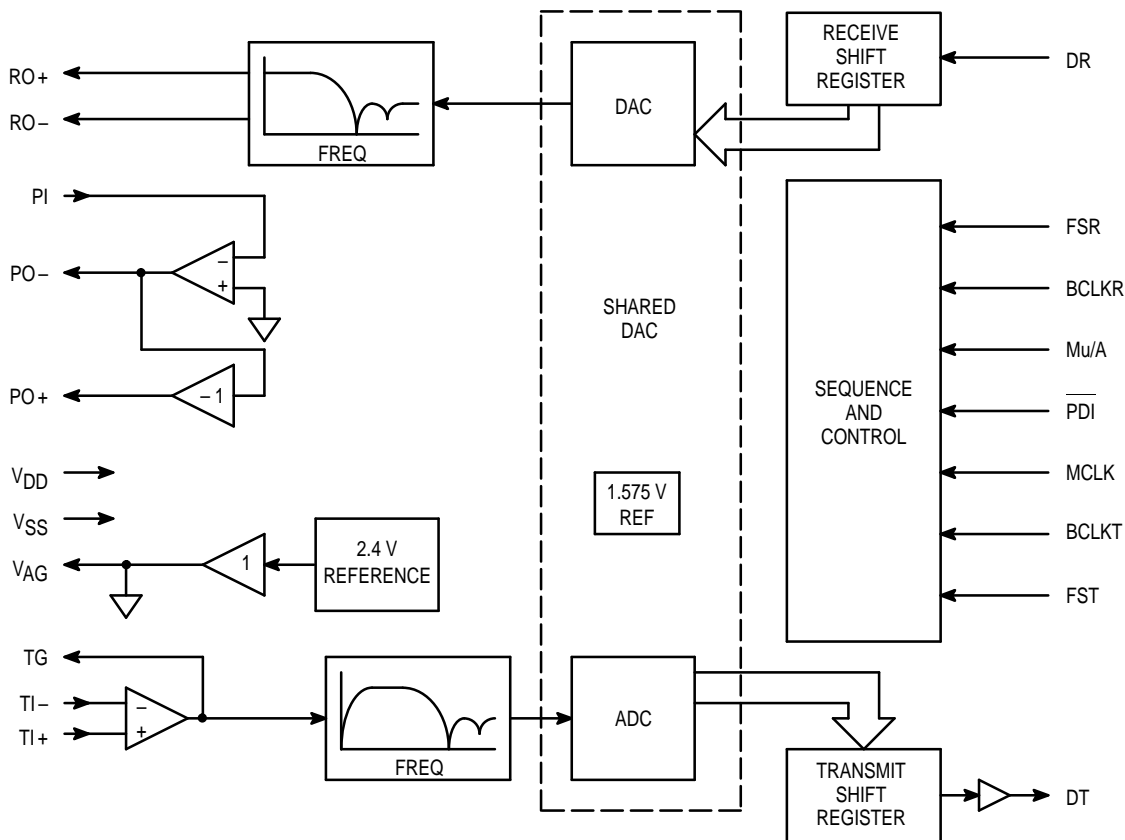 RO+
RO−
FREQ
DAC
RECEIVE
SHIFT
REGISTER
DR
PI
PO−
−
+
PO+
−1
SHARED
DAC
SEQUENCE
AND
CONTROL
FSR
BCLKR
Mu/A
PDI
MCLK
BCLKT
FST
VDD
VSS
VAG
1
2.4 V
REFERENCE
1.575 V
REF
TG
TI−
TI+
−
+
FREQ
ADC
TRANSMIT
SHIFT
REGISTER
DT